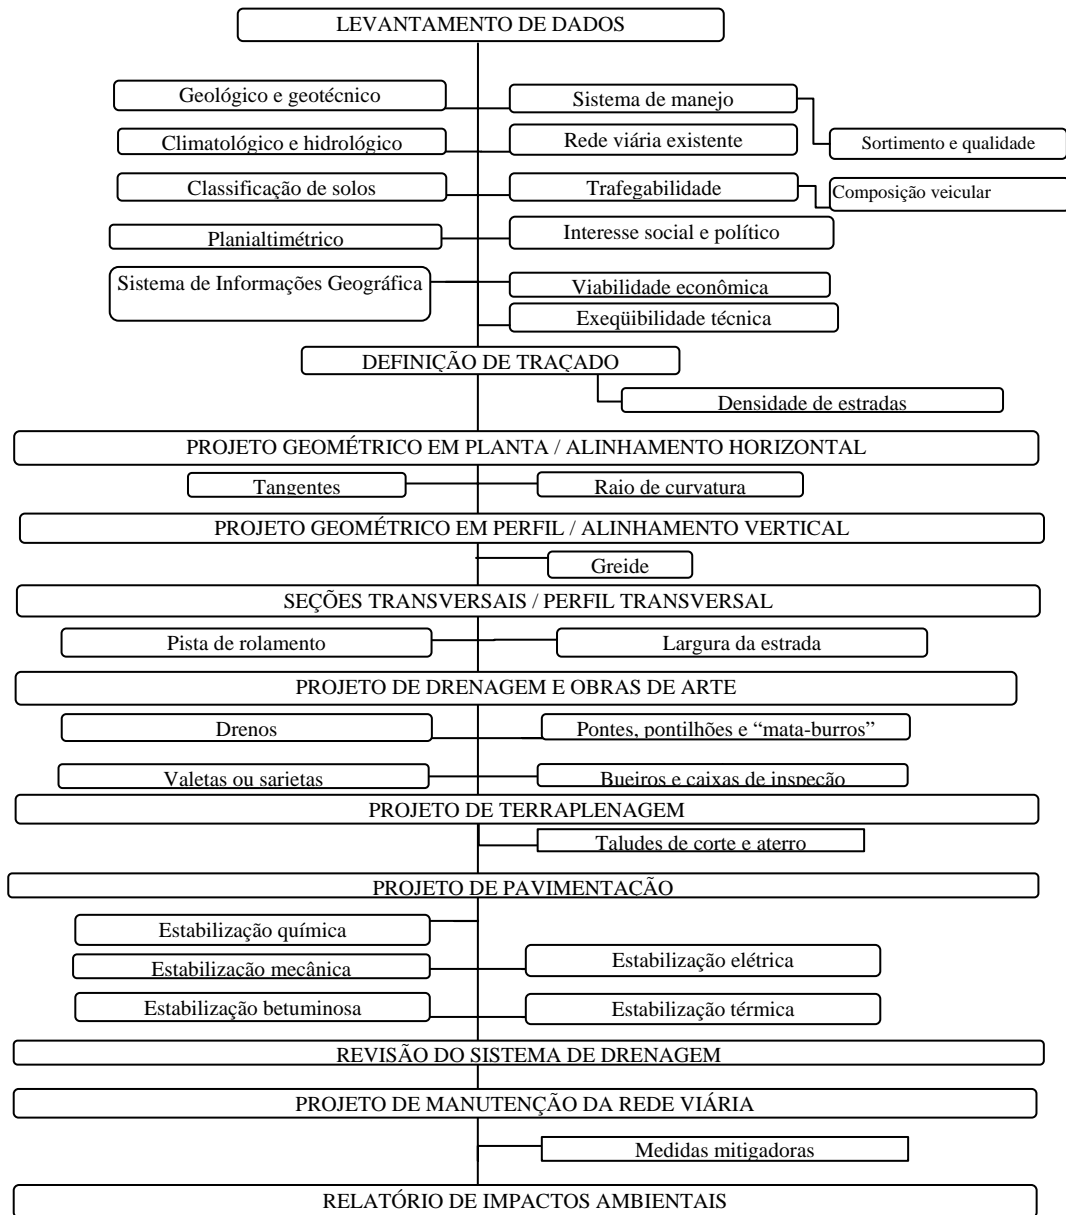 LEVANTAMENTO DE DADOS
Geológico e geotécnico
Sistema de manejo
Climatológico e hidrológico
Rede viária existente
Sortimento e qualidade
Classificação de solos
Trafegabilidade
Composição veicular
Planialtimétrico
Interesse social e político
Sistema de Informações Geográfica
Viabilidade econômica
Exeqüibilidade técnica
DEFINIÇÃO DE TRAÇADO
Densidade de estradas
PROJETO GEOMÉTRICO EM PLANTA / ALINHAMENTO HORIZONTAL
Tangentes
Raio de curvatura
PROJETO GEOMÉTRICO EM PERFIL / ALINHAMENTO VERTICAL
Greide
SEÇÕES TRANSVERSAIS / PERFIL TRANSVERSAL
Pista de rolamento
Largura da estrada
PROJETO DE DRENAGEM E OBRAS DE ARTE
Drenos
Pontes, pontilhões e “mata-burros”
Valetas ou sarjetas
Bueiros e caixas de inspeção
PROJETO DE TERRAPLENAGEM
Taludes de corte e aterro
PROJETO DE PAVIMENTAÇÃO
Estabilização química
Estabilização mecânica
Estabilização elétrica
Estabilização betuminosa
Estabilização térmica
REVISÃO DO SISTEMA DE DRENAGEM
PROJETO DE MANUTENÇÃO DA REDE VIÁRIA
Medidas mitigadoras
RELATÓRIO DE IMPACTOS AMBIENTAIS